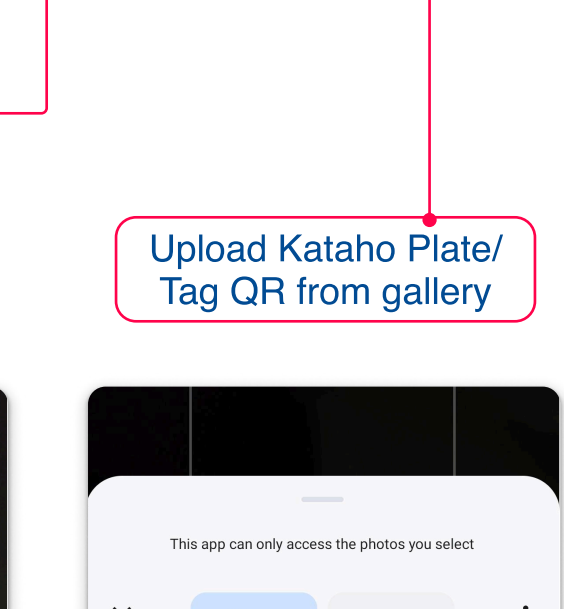 Upload Kataho Plate/
Tag QR from gallery
This app can only access the photos you select